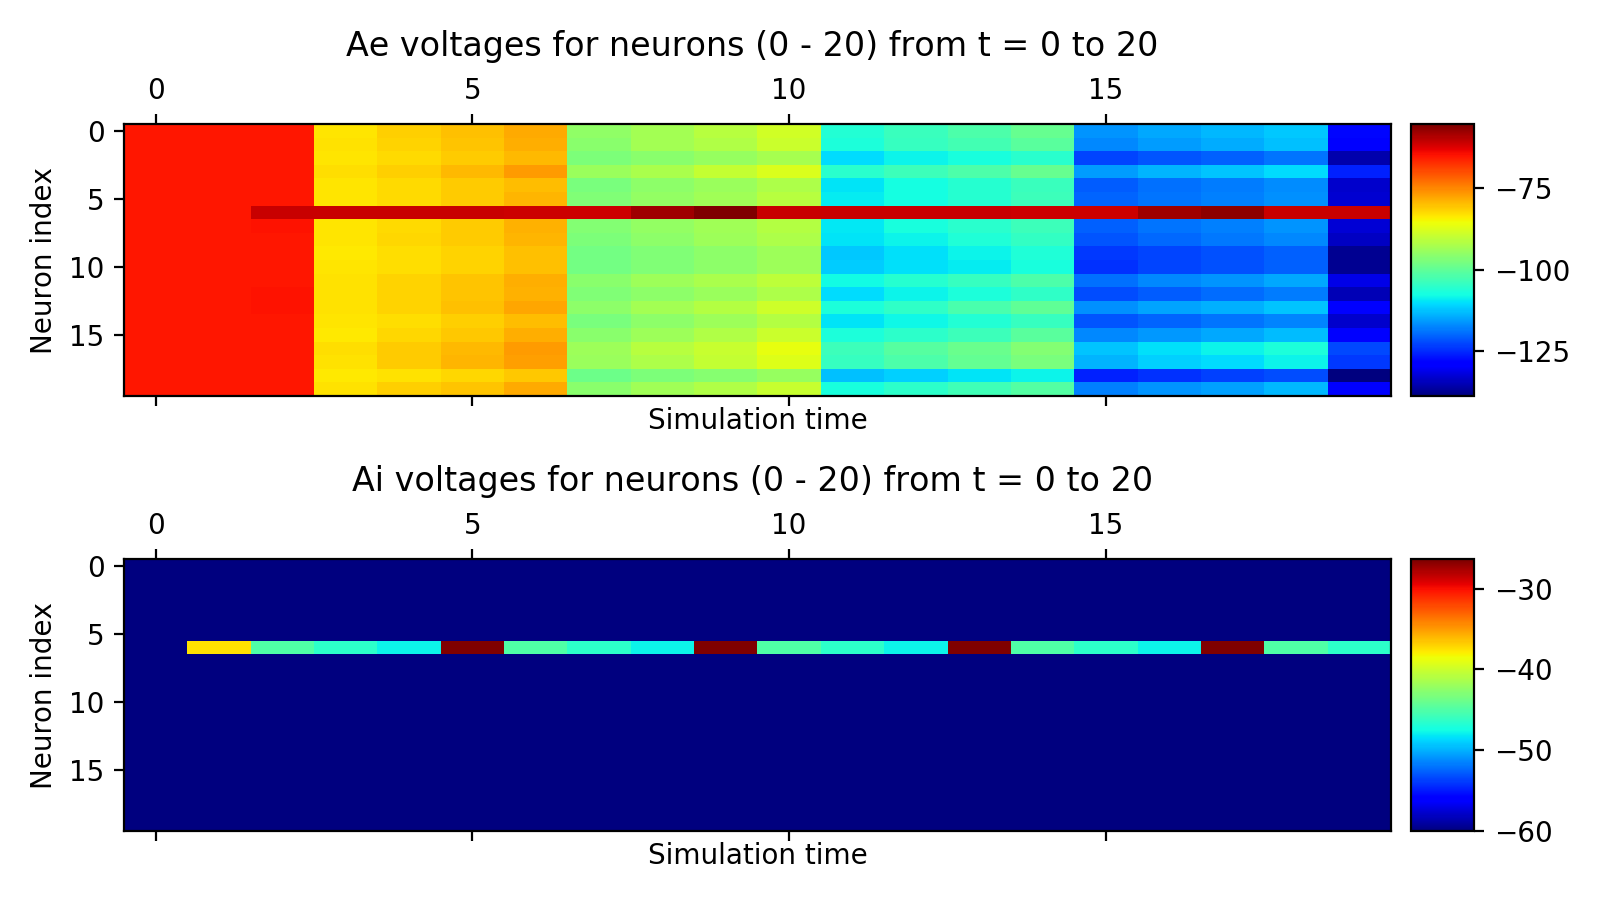 Ae voltages for neurons (0 - 20) from t = 0 to 20
0 5 10 15
Neuron index
0
5
10
15
Simulation time
−75
−100
−125
Ai voltages for neurons (0 - 20) from t = 0 to 20
0 5 10 15
Neuron index
0
5
10
15
Simulation time
−30
−40
−50
−60